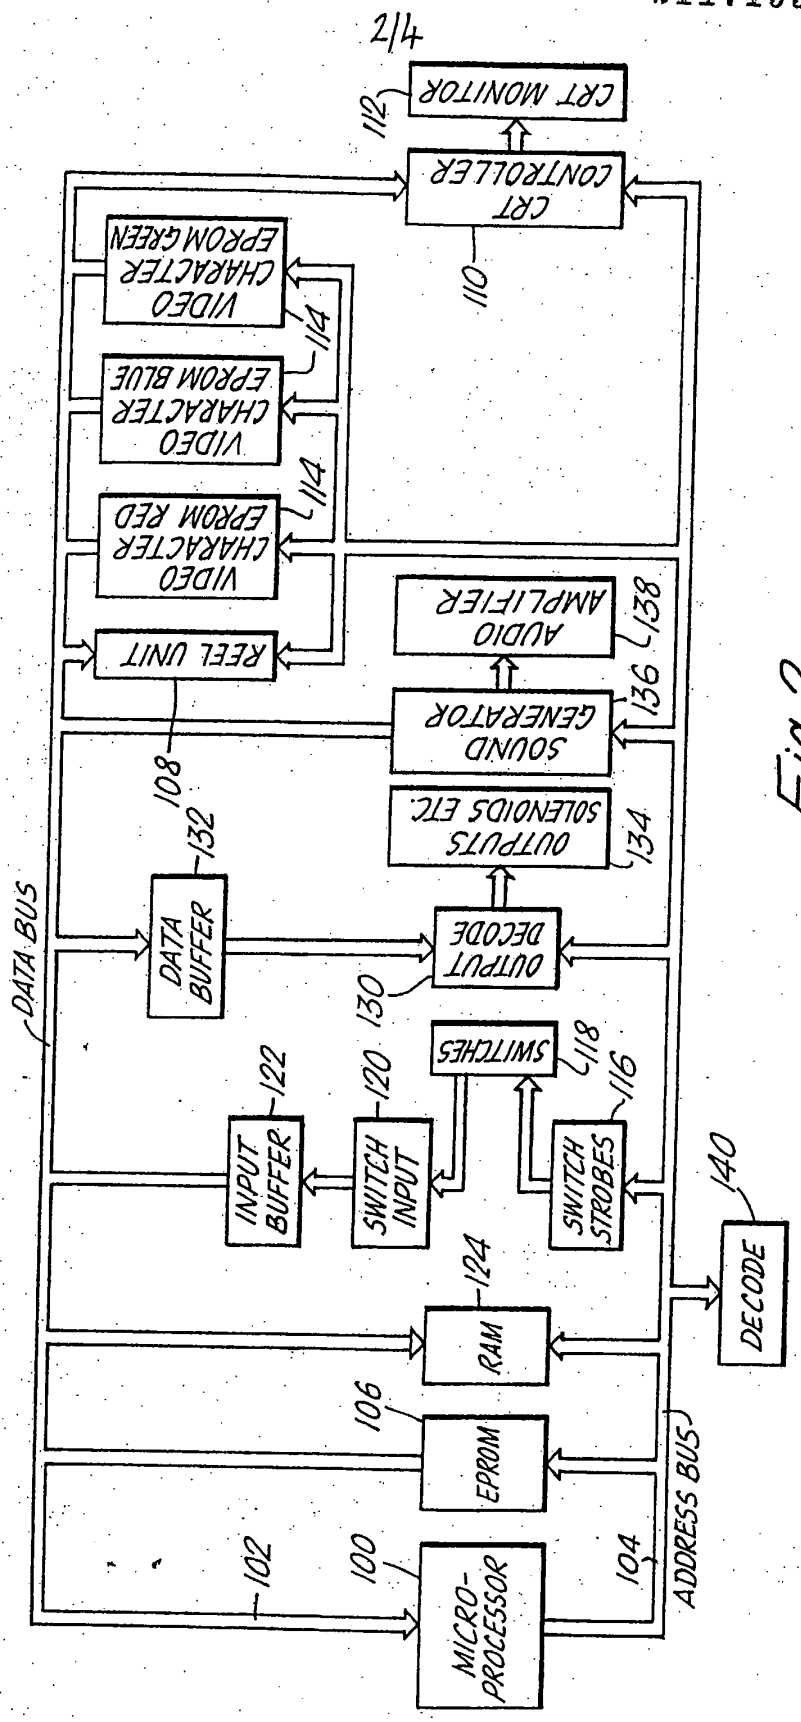 2/4
DATA BUS
102
100
MICRO-
PROCESSOR
104
ADDRESS BUS
106
EPROM
124
RAM
122
INPUT
BUFFER
120
SWITCH
INPUT
116
SWITCH
STROBES
118
SWITCHES
140
DECODE
132
DATA
BUFFER
130
OUTPUT
DECODE
134
OUTPUTS
SOLENOIDS ETC.
136
SOUND
GENERATOR
138
AUDIO
AMPLIFIER
108
REEL UNIT
114
VIDEO
CHARACTER
EPROM RED
114
VIDEO
CHARACTER
EPROM BLUE
114
VIDEO
CHARACTER
EPROM GREEN
110
CRT
CONTROLLER
112
CRT MONITOR